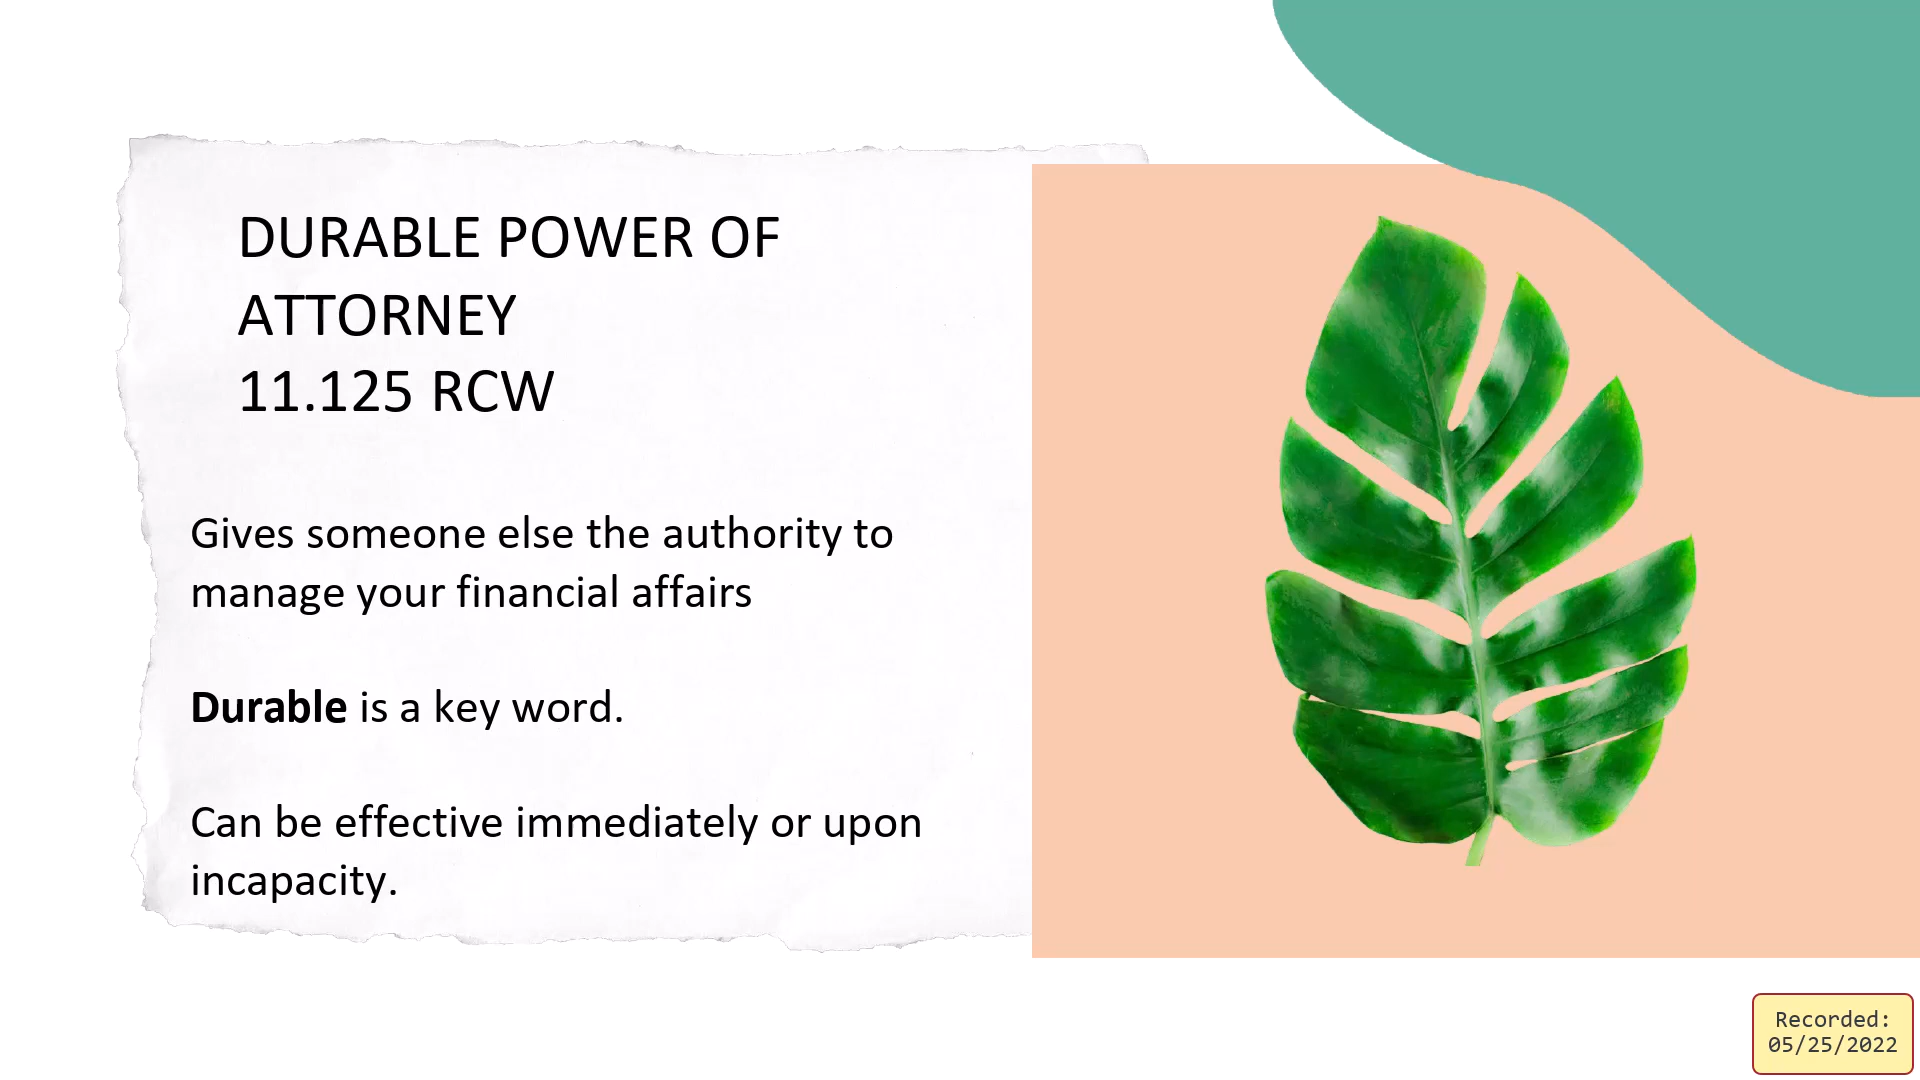 DURABLE POWER OF
ATTORNEY
11.125 RCW
Gives someone else the authority to
manage your financial affairs
Durable is a key word.
Can be effective immediately or upon
incapacity.
Recorded:
05/25/2022